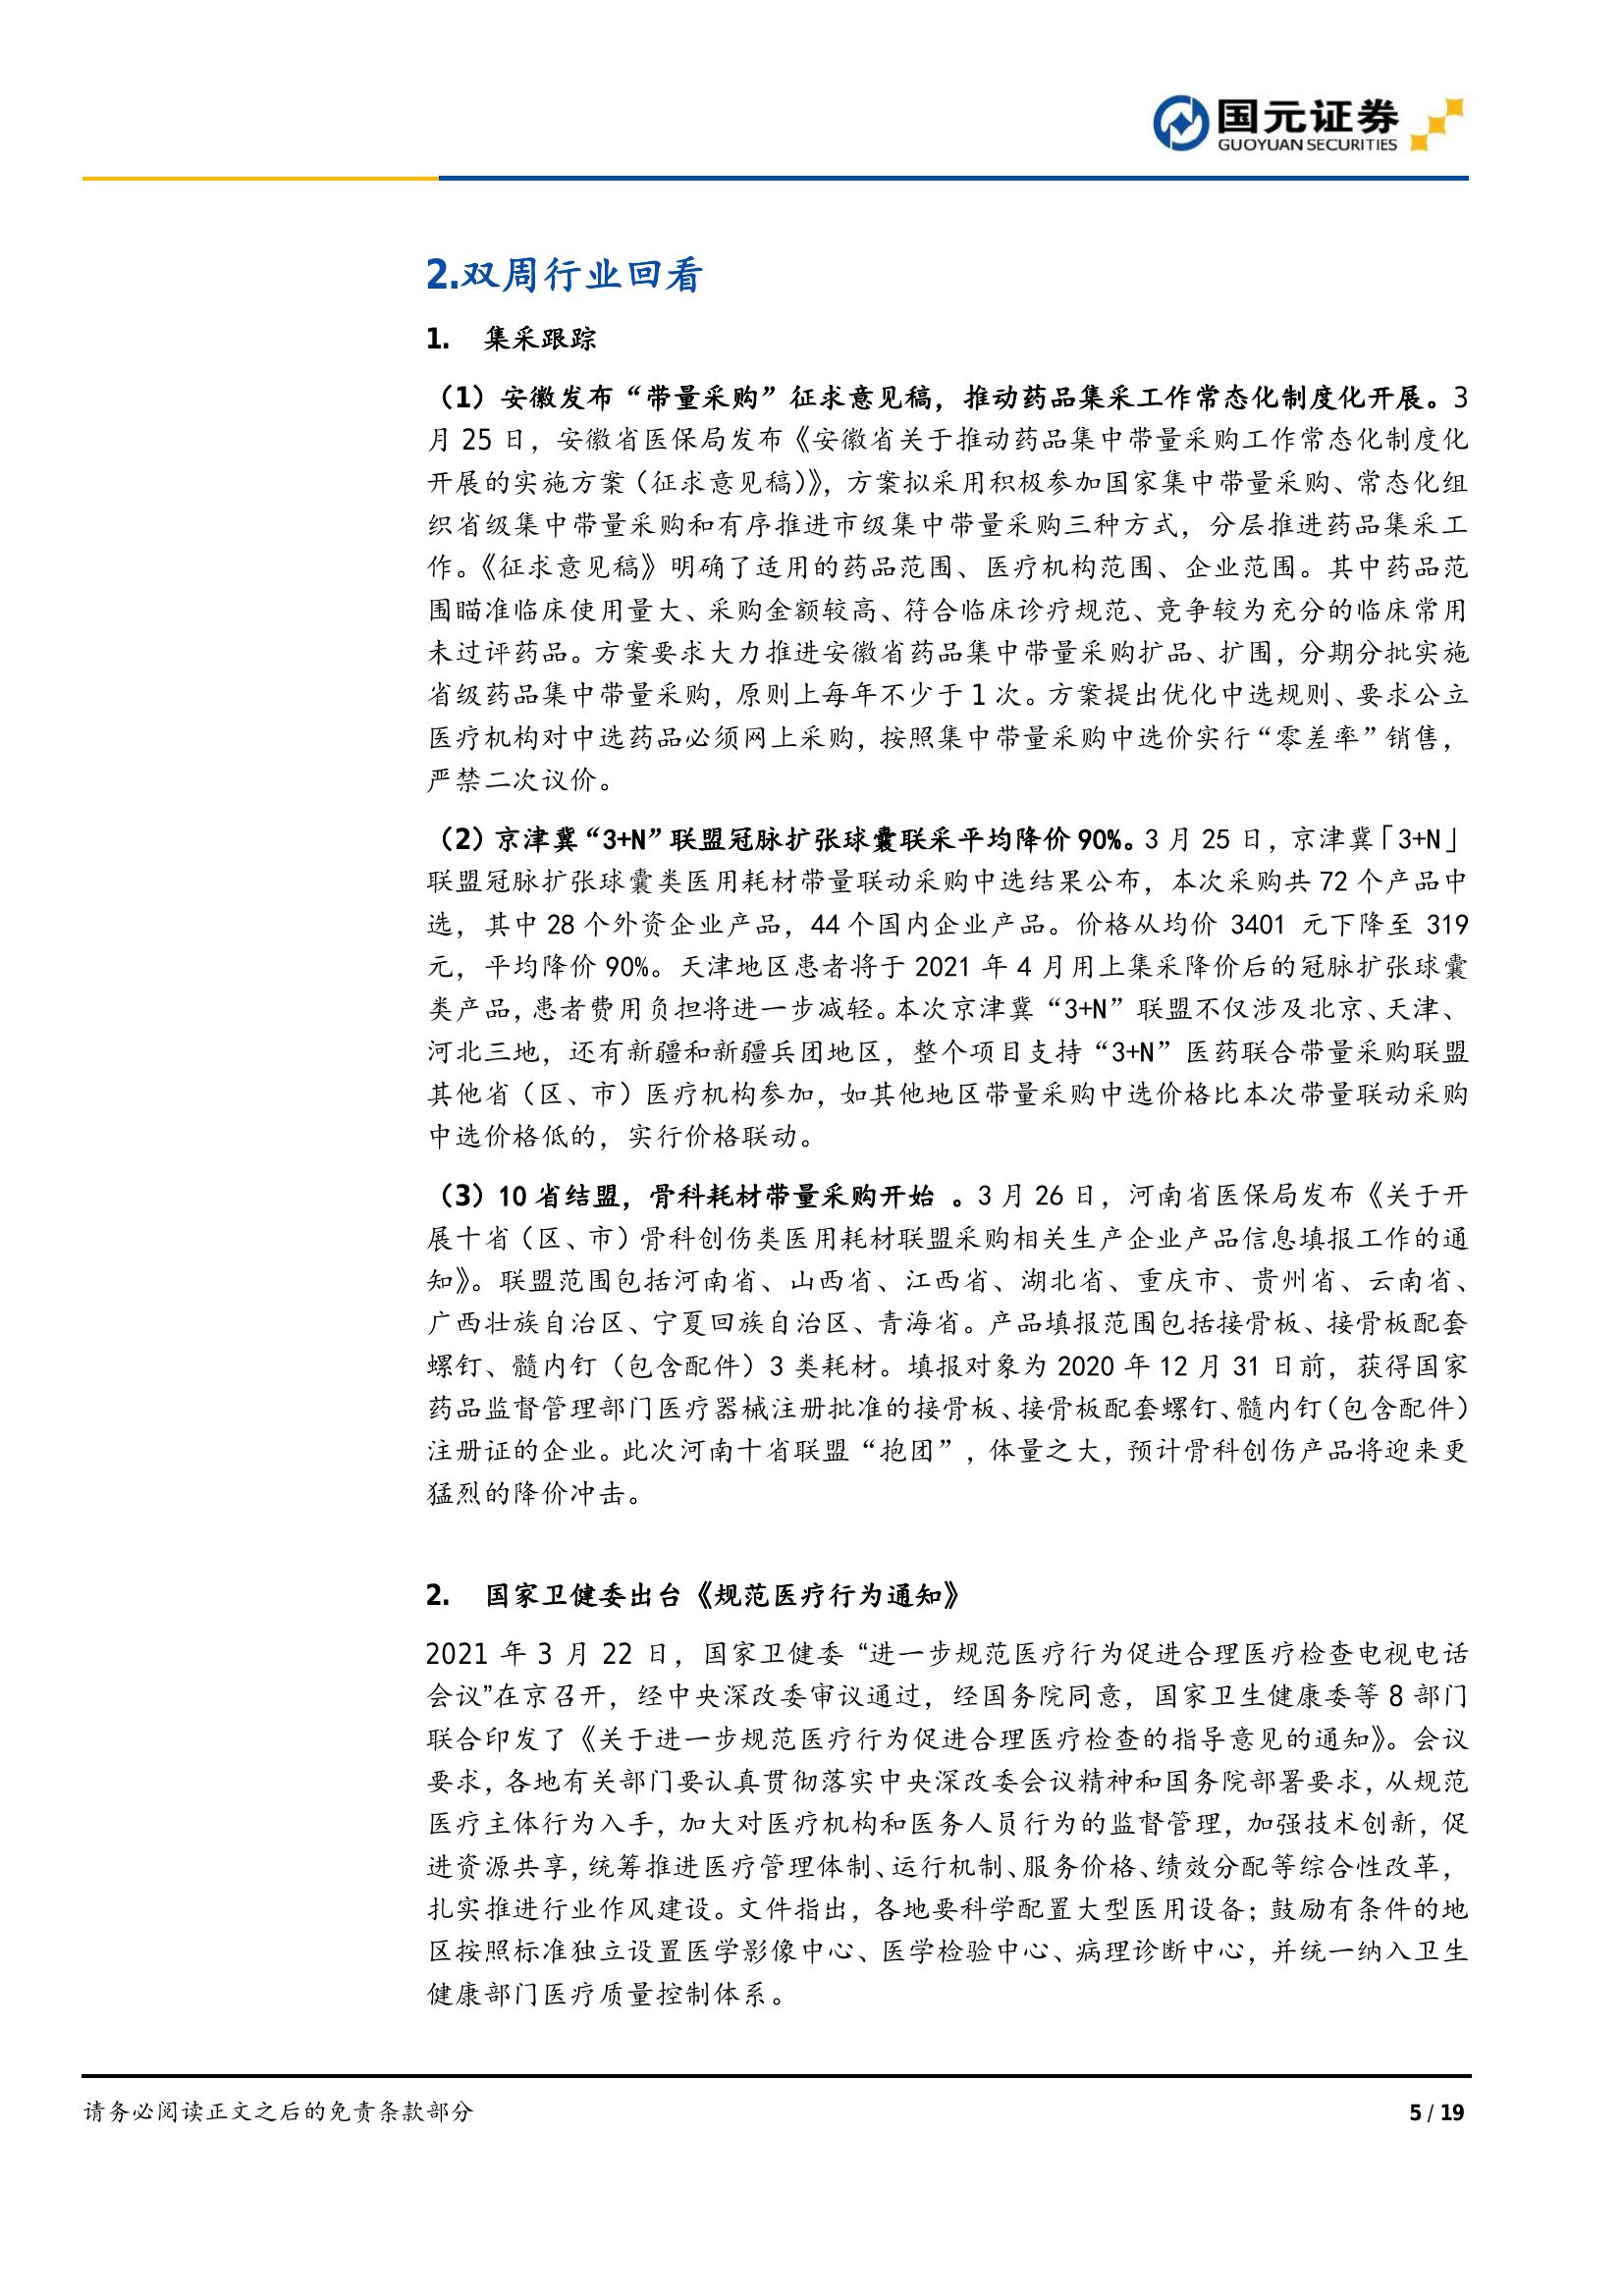 国元证券
GUOYUAN SECURITIES
2.双周行业回看
1. 集采跟踪
（1）安徽发布“带量采购”征求意见稿，推动药品集采工作常态化制度化开展。3
月 25 日，安徽省医保局发布《安徽省关于推动药品集中带量采购工作常态化制度化
开展的实施方案（征求意见稿）》，方案拟采用积极参加国家集中带量采购、常态化组
织省级集中带量采购和有序推进市级集中带量采购三种方式，分层推进药品集采工
作。《征求意见稿》明确了适用的药品范围、医疗机构范围、企业范围。其中药品范
围瞄准临床使用量大、采购金额较高、符合临床诊疗规范、竞争较为充分的临床常用
未过评药品。方案要求大力推进安徽省药品集中带量采购扩品、扩围，分期分批实施
省级药品集中带量采购，原则上每年不少于 1 次。方案提出优化中选规则、要求公立
医疗机构对中选药品必须网上采购，按照集中带量采购中选价实行“零差率”销售，
严禁二次议价。
（2）京津冀“3+N”联盟冠脉扩张球囊联采平均降价 90%。3 月 25 日，京津冀「3+N」
联盟冠脉扩张球囊类医用耗材带量联动采购中选结果公布，本次采购共 72 个产品中
选，其中 28 个外资企业产品，44 个国内企业产品。价格从均价 3401 元下降至 319
元，平均降价 90%。天津地区患者将于 2021 年 4 月用上集采降价后的冠脉扩张球囊
类产品，患者费用负担将进一步减轻。本次京津冀“3+N”联盟不仅涉及北京、天津、
河北三地，还有新疆和新疆兵团地区，整个项目支持“3+N”医药联合带量采购联盟
其他省（区、市）医疗机构参加，如其他地区带量采购中选价格比本次带量联动采购
中选价格低的，实行价格联动。
（3）10 省结盟，骨科耗材带量采购开始 。3 月 26 日，河南省医保局发布《关于开
展十省（区、市）骨科创伤类医用耗材联盟采购相关生产企业产品信息填报工作的通
知》。联盟范围包括河南省、山西省、江西省、湖北省、重庆市、贵州省、云南省、
广西壮族自治区、宁夏回族自治区、青海省。产品填报范围包括接骨板、接骨板配套
螺钉、髓内钉（包含配件）3 类耗材。填报对象为 2020 年 12 月 31 日前，获得国家
药品监督管理部门医疗器械注册批准的接骨板、接骨板配套螺钉、髓内钉（包含配件）
注册证的企业。此次河南十省联盟“抱团”，体量之大，预计骨科创伤产品将迎来更
猛烈的降价冲击。
2. 国家卫健委出台《规范医疗行为通知》
2021 年 3 月 22 日，国家卫健委 “进一步规范医疗行为促进合理医疗检查电视电话
会议”在京召开，经中央深改委审议通过，经国务院同意，国家卫生健康委等 8 部门
联合印发了《关于进一步规范医疗行为促进合理医疗检查的指导意见的通知》。会议
要求，各地有关部门要认真贯彻落实中央深改委会议精神和国务院部署要求，从规范
医疗主体行为入手，加大对医疗机构和医务人员行为的监督管理，加强技术创新，促
进资源共享，统筹推进医疗管理体制、运行机制、服务价格、绩效分配等综合性改革，
扎实推进行业作风建设。文件指出，各地要科学配置大型医用设备；鼓励有条件的地
区按照标准独立设置医学影像中心、医学检验中心、病理诊断中心，并统一纳入卫生
健康部门医疗质量控制体系。
请务必阅读正文之后的免责条款部分
5 / 19